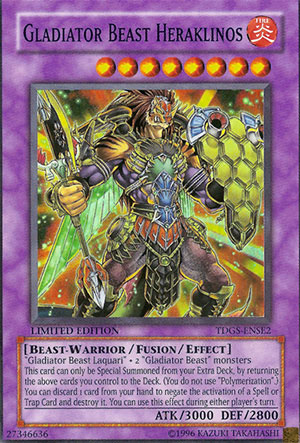 GLADIATOR BEAST HERAKLINOS
FIRE
炎
LIMITED EDITION
TDGS-ENSE2
[BEAST-WARRIOR / FUSION / EFFECT]
"Gladiator Beast Laquari" + 2 "Gladiator Beast" monsters
This card can only be Special Summoned from your Extra Deck, by returning
the above cards you control to the Deck. (You do not use "Polymerization".)
You can discard 1 card from your hand to negate the activation of a Spell or
Trap Card and destroy it. You can use this effect during either player's turn.
ATK/3000 DEF/2800
27346636
©1996 KAZUKI TAKAHASHI